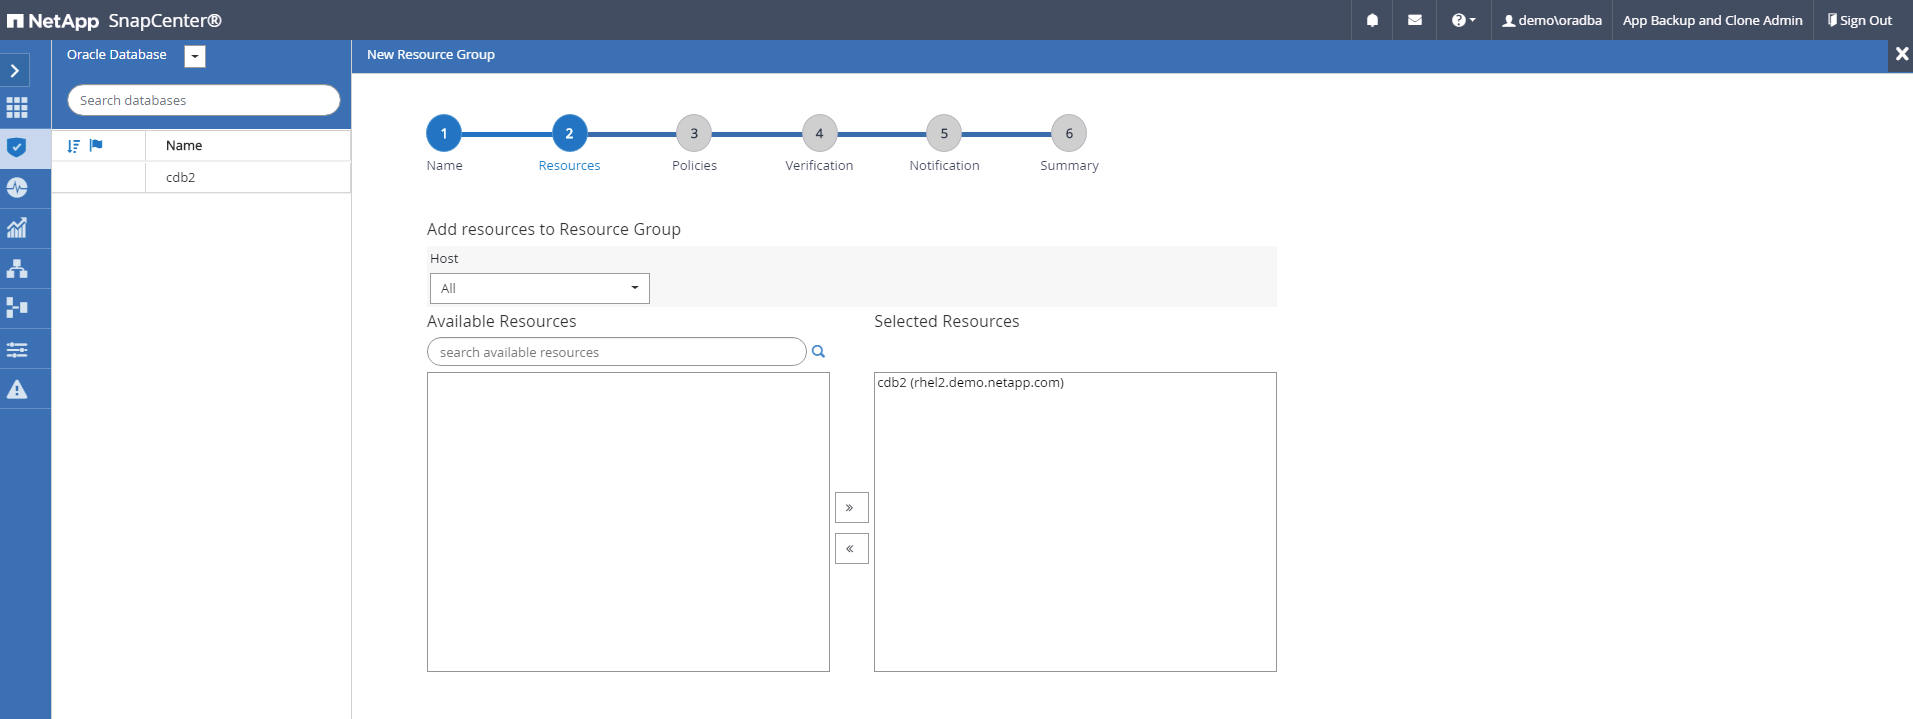 NetApp SnapCenter®
demo\oradba
App Backup and Clone Admin
Sign Out
Oracle Database
New Resource Group
Search databases
Name
cdb2
1
2
3
4
5
6
Name
Resources
Policies
Verification
Notification
Summary
Add resources to Resource Group
Host
All
Available Resources
Selected Resources
search available resources
cdb2 (rhel2.demo.netapp.com)